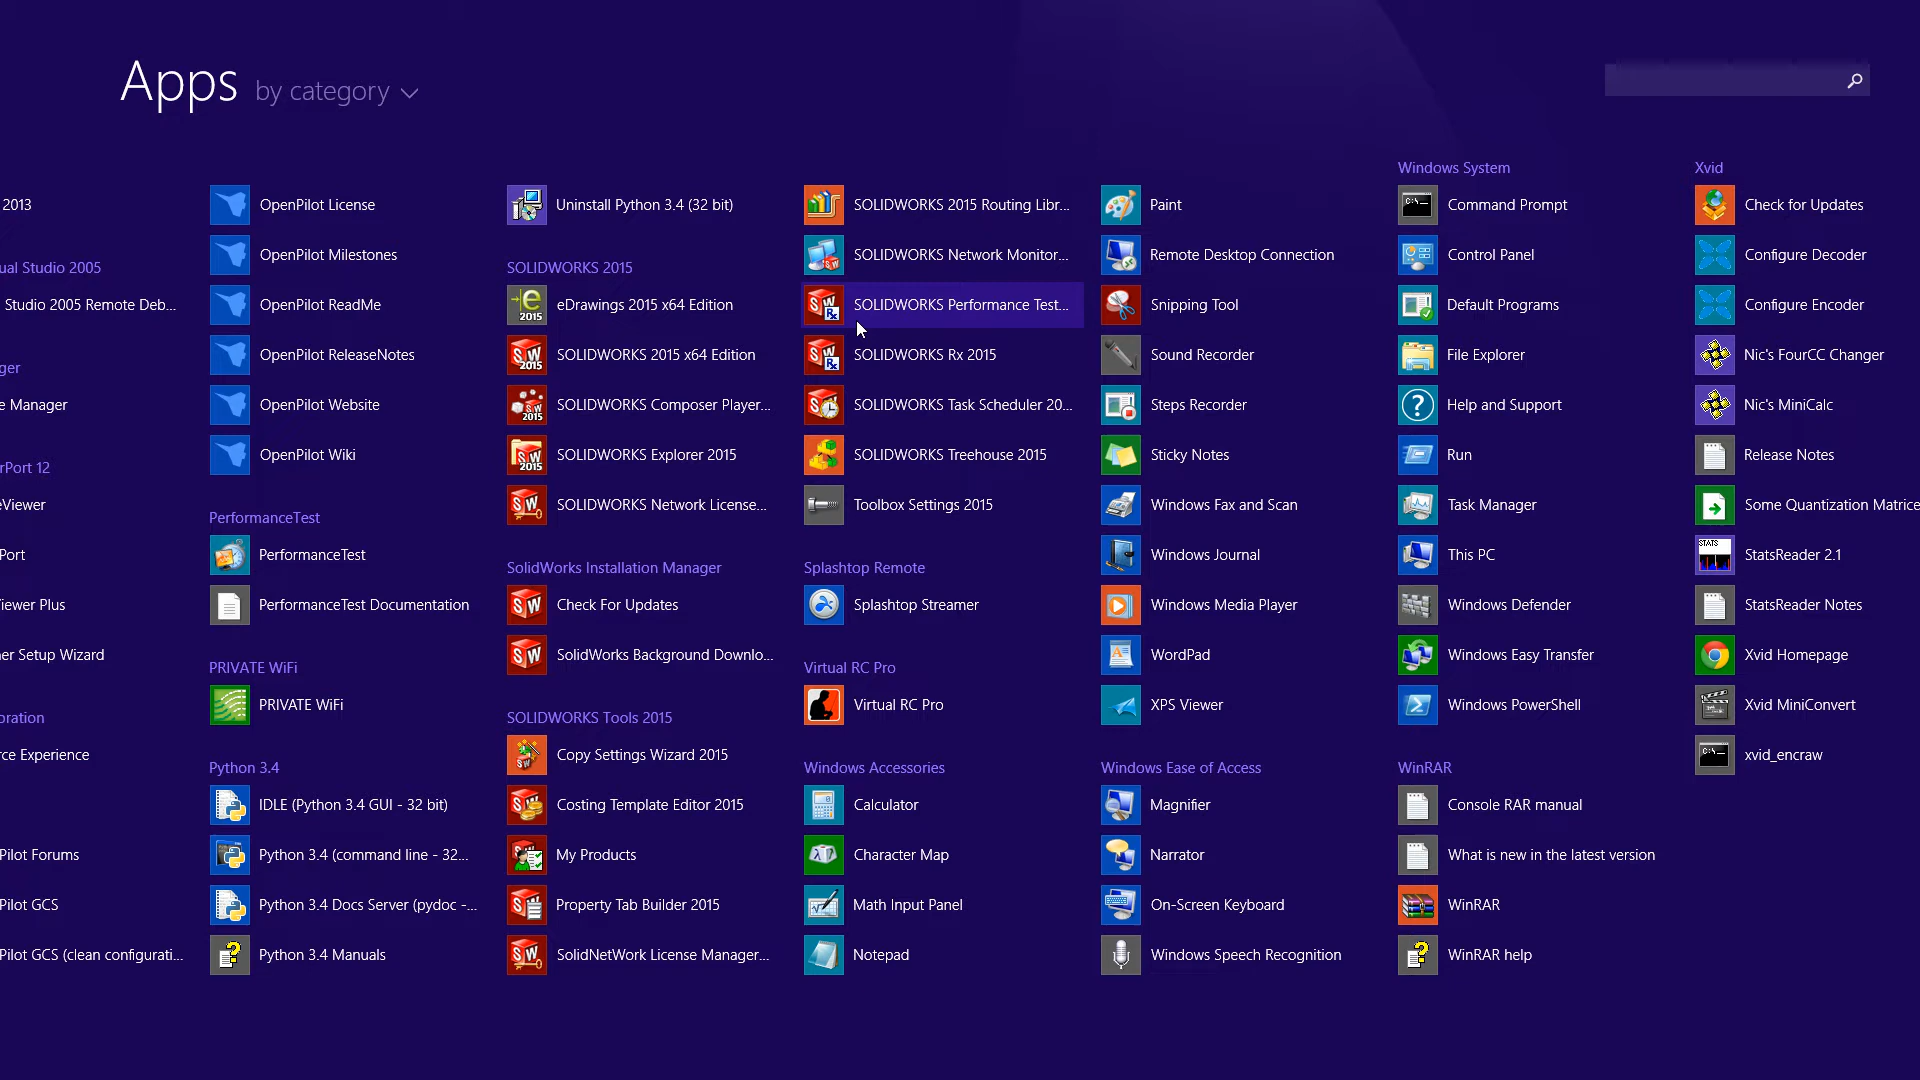 Apps by category
2013
ual Studio 2005
Studio 2005 Remote Deb...
ger
e Manager
rPort 12
eViewer
Port
iewer Plus
ner Setup Wizard
oration
rce Experience
Pilot Forums
Pilot GCS
Pilot GCS (clean configurati...
OpenPilot License
OpenPilot Milestones
OpenPilot ReadMe
OpenPilot ReleaseNotes
OpenPilot Website
OpenPilot Wiki
PerformanceTest
PerformanceTest
PerformanceTest Documentation
PRIVATE WiFi
PRIVATE WiFi
Python 3.4
IDLE (Python 3.4 GUI - 32 bit)
Python 3.4 (command line - 32...
Python 3.4 Docs Server (pydoc -...
Python 3.4 Manuals
Uninstall Python 3.4 (32 bit)
SOLIDWORKS 2015
eDrawings 2015 x64 Edition
SOLIDWORKS 2015 x64 Edition
SOLIDWORKS Composer Player...
SOLIDWORKS Explorer 2015
SOLIDWORKS Network License...
SolidWorks Installation Manager
Check For Updates
SolidWorks Background Downlo...
SOLIDWORKS Tools 2015
Copy Settings Wizard 2015
Costing Template Editor 2015
My Products
Property Tab Builder 2015
SolidNetWork License Manager...
SOLIDWORKS 2015 Routing Libr...
SOLIDWORKS Network Monitor...
SOLIDWORKS Performance Test...
SOLIDWORKS Rx 2015
SOLIDWORKS Task Scheduler 20...
SOLIDWORKS Treehouse 2015
Toolbox Settings 2015
Splashtop Remote
Splashtop Streamer
Virtual RC Pro
Virtual RC Pro
Windows Accessories
Calculator
Character Map
Math Input Panel
Notepad
Paint
Remote Desktop Connection
Snipping Tool
Sound Recorder
Steps Recorder
Sticky Notes
Windows Fax and Scan
Windows Journal
Windows Media Player
WordPad
XPS Viewer
Windows Ease of Access
Magnifier
Narrator
On-Screen Keyboard
Windows Speech Recognition
Windows System
Command Prompt
Control Panel
Default Programs
File Explorer
Help and Support
Run
Task Manager
This PC
Windows Defender
Windows Easy Transfer
Windows PowerShell
WinRAR
Console RAR manual
What is new in the latest version
WinRAR
WinRAR help
Xvid
Check for Updates
Configure Decoder
Configure Encoder
Nic's FourCC Changer
Nic's MiniCalc
Release Notes
Some Quantization Matrice
STATS
StatsReader 2.1
StatsReader Notes
Xvid Homepage
Xvid MiniConvert
xvid_encraw